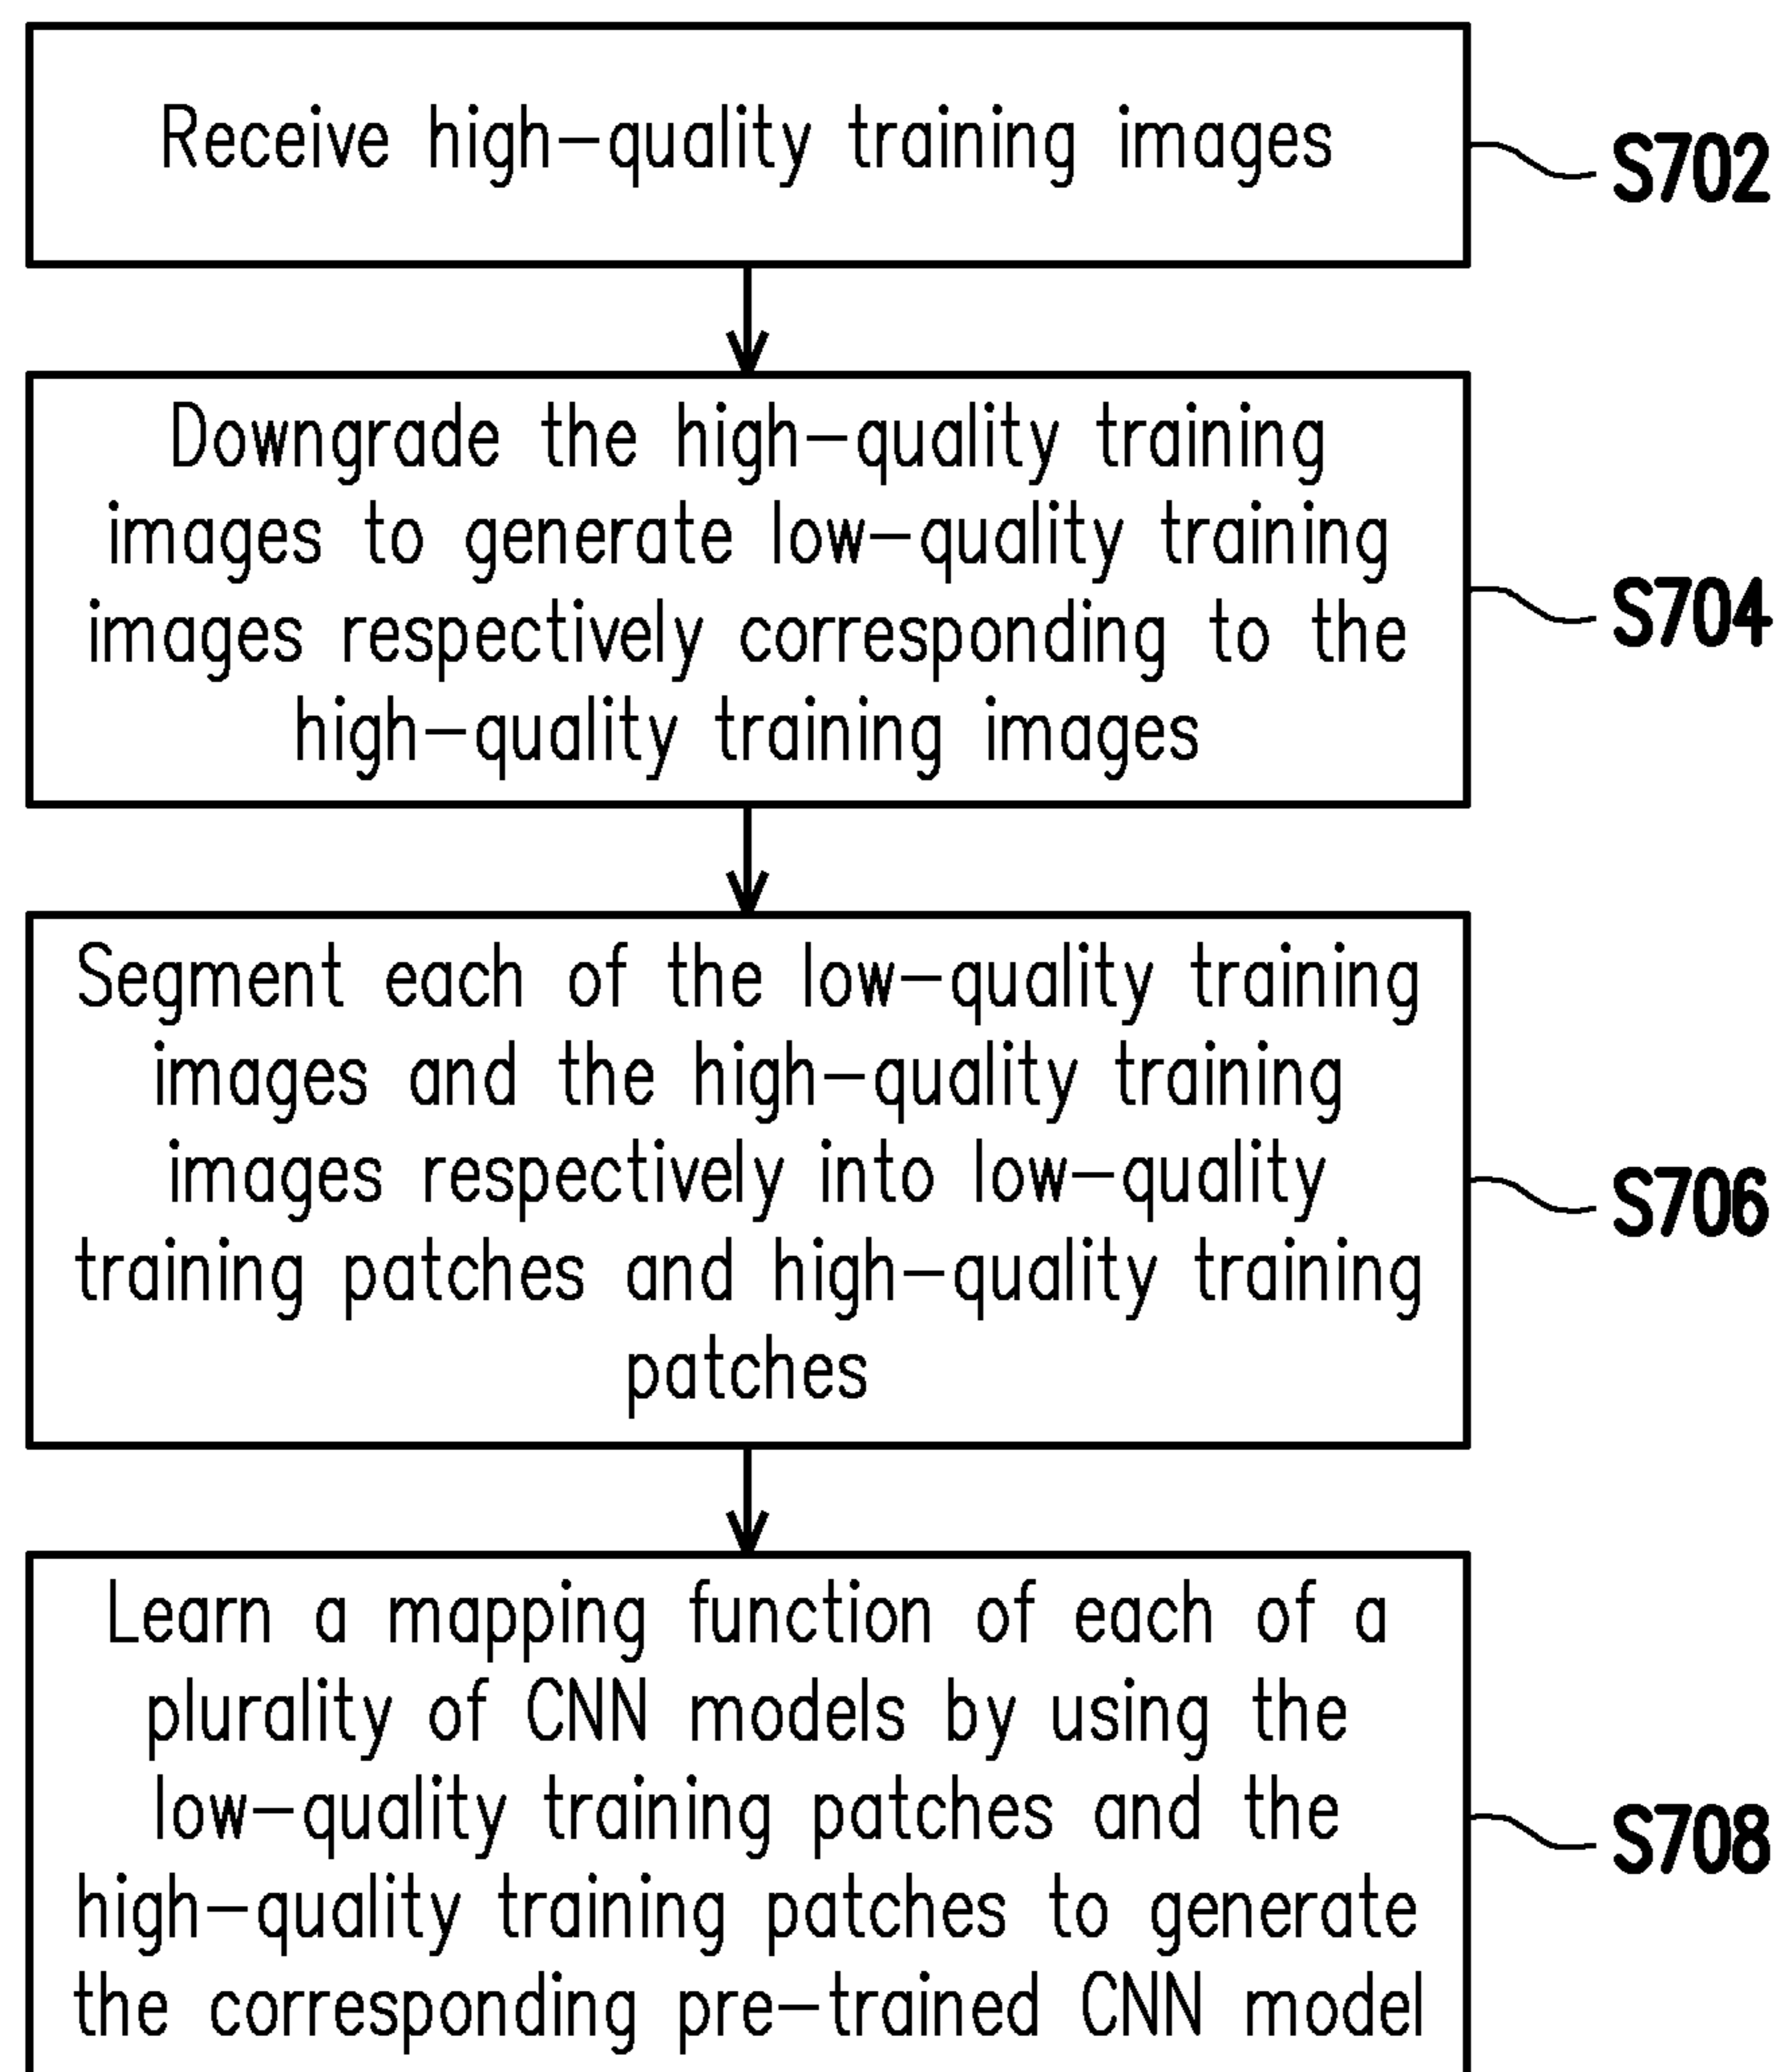 Receive high-quality training images
S702
Downgrade the high-quality training
images to generate low-quality training
images respectively corresponding to the
high-quality training images
S704
Segment each of the low-quality training
images and the high-quality training
images respectively into low-quality
training patches and high-quality training
patches
S706
Learn a mapping function of each of a
plurality of CNN models by using the
low-quality training patches and the
high-quality training patches to generate
the corresponding pre-trained CNN model
S708